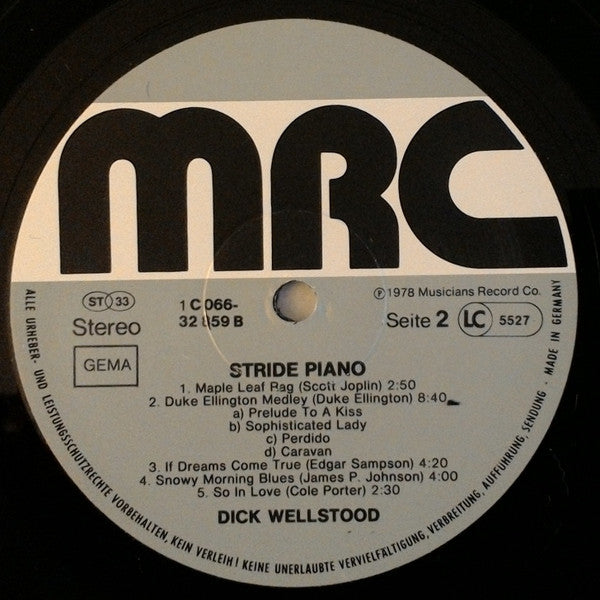 mRC
ST 33
Stereo
GEMA
1 C 066-
32 859 B
℗ 1978 Musicians Record Co.
Seite 2
LC 5527
STRIDE PIANO
1. Maple Leaf Rag (Scott Joplin) 2:50
2. Duke Ellington Medley (Duke Ellington) 8:40
a) Prelude To A Kiss
b) Sophisticated Lady
c) Perdido
d) Caravan
3. If Dreams Come True (Edgar Sampson) 4:20
4. Snowy Morning Blues (James P. Johnson) 4:00
5. So In Love (Cole Porter) 2:30
DICK WELLSTOOD
ALLE URHEBER- UND LEISTUNGSSCHUTZRECHTE VORBEHALTEN, KEIN VERLEIH! KEINE UNERLAUBTE VERVIELFÄLTIGUNG, VERBREITUNG, AUFFÜHRUNG, SENDUNG - MADE IN GERMANY